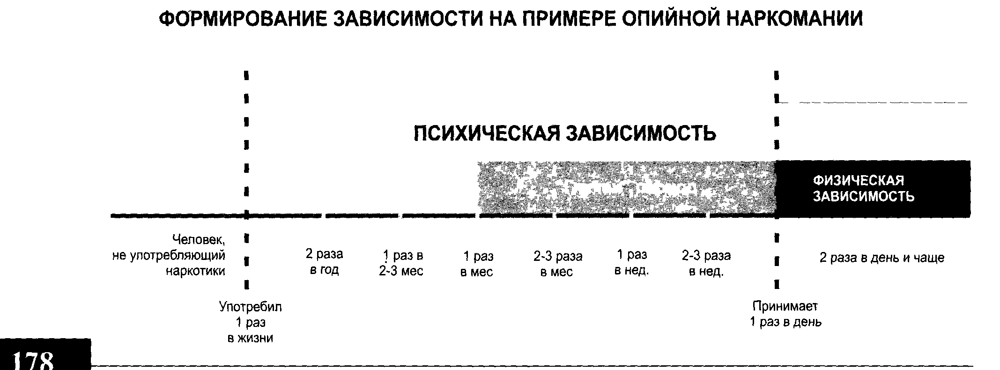 ФОРМИРОВАНИЕ ЗАВИСИМОСТИ НА ПРИМЕРЕ ОПИЙНОЙ НАРКОМАНИИ
ПСИХИЧЕСКАЯ ЗАВИСИМОСТЬ
ФИЗИЧЕСКАЯ
ЗАВИСИМОСТЬ
Человек,
не употребляющий
наркотики
Употребил
1 раз
в жизни
2 раза
в год
1 раз в
2-3 мес
1 раз
в мес
2-3 раза
в мес
1 раз
в нед.
2-3 раза
в нед.
Принимает
1 раз в день
2 раза в день и чаще
178